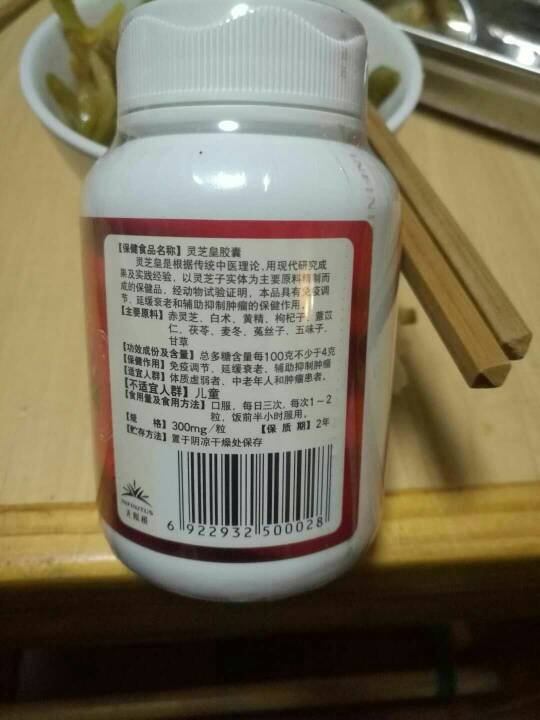 【保健食品名称】灵芝皇胶囊
灵芝皇是根据传统中医理论,用现代研究成
果及实践经验,以灵芝子实体为主要原料精制而
成的保健品,经动物试验证明,本品具有免疫调
节、延缓衰老和辅助抑制肿瘤的保健作用。
【主要原料】赤灵芝、白术、黄精、枸杞子、薏苡
仁、茯苓、麦冬、菟丝子、五味子、
甘草
【功效成份及含量】总多糖含量每100克不少于4克
【保健作用】免疫调节、延缓衰老、辅助抑制肿瘤
【适宜人群】体质虚弱者、中老年人和肿瘤患者。
【不适宜人群】儿童
【食用量及食用方法】口服,每日三次,每次1~2
粒,饭前半小时服用。
【规 格】300mg/粒 【保 质 期】2年
【贮存方法】置于阴凉干燥处保存
INFINITUS
无限极
6 922932 500028